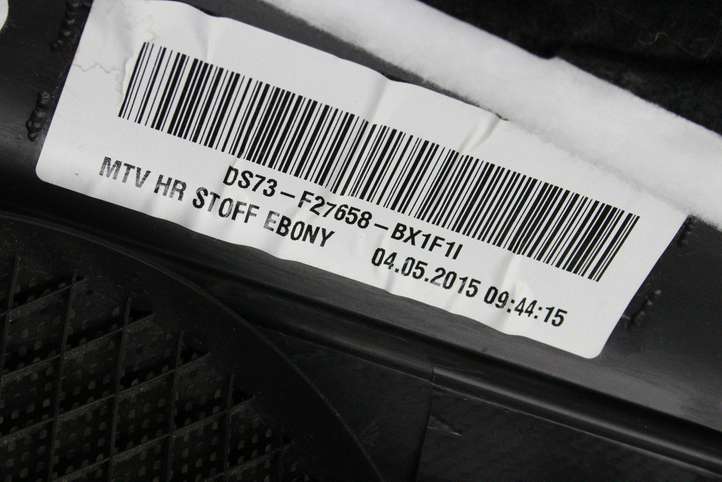 DS73-F27658-BX1F1I
MTV HR STOFF EBONY 04.05.2015 09:44:15